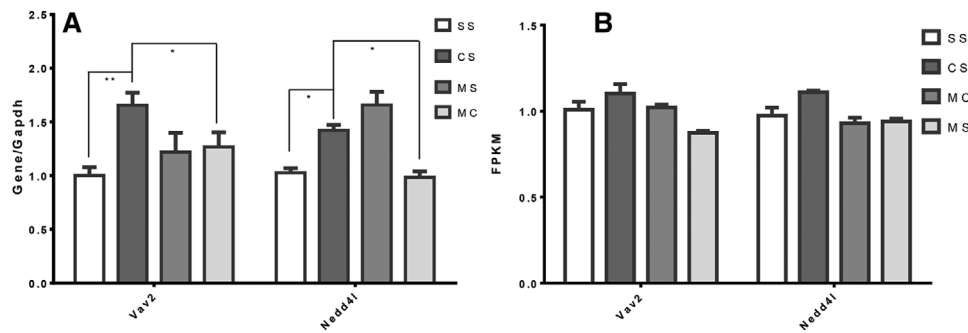 A
Gene/Gapdh
2.5
2.0
1.5
1.0
0.5
0.0
**
*
*
*
Vav2
Nedd4l
SS
CS
MS
MC
B
FPKM
1.5
1.0
0.5
0.0
Vav2
Nedd4l
SS
CS
MC
MS